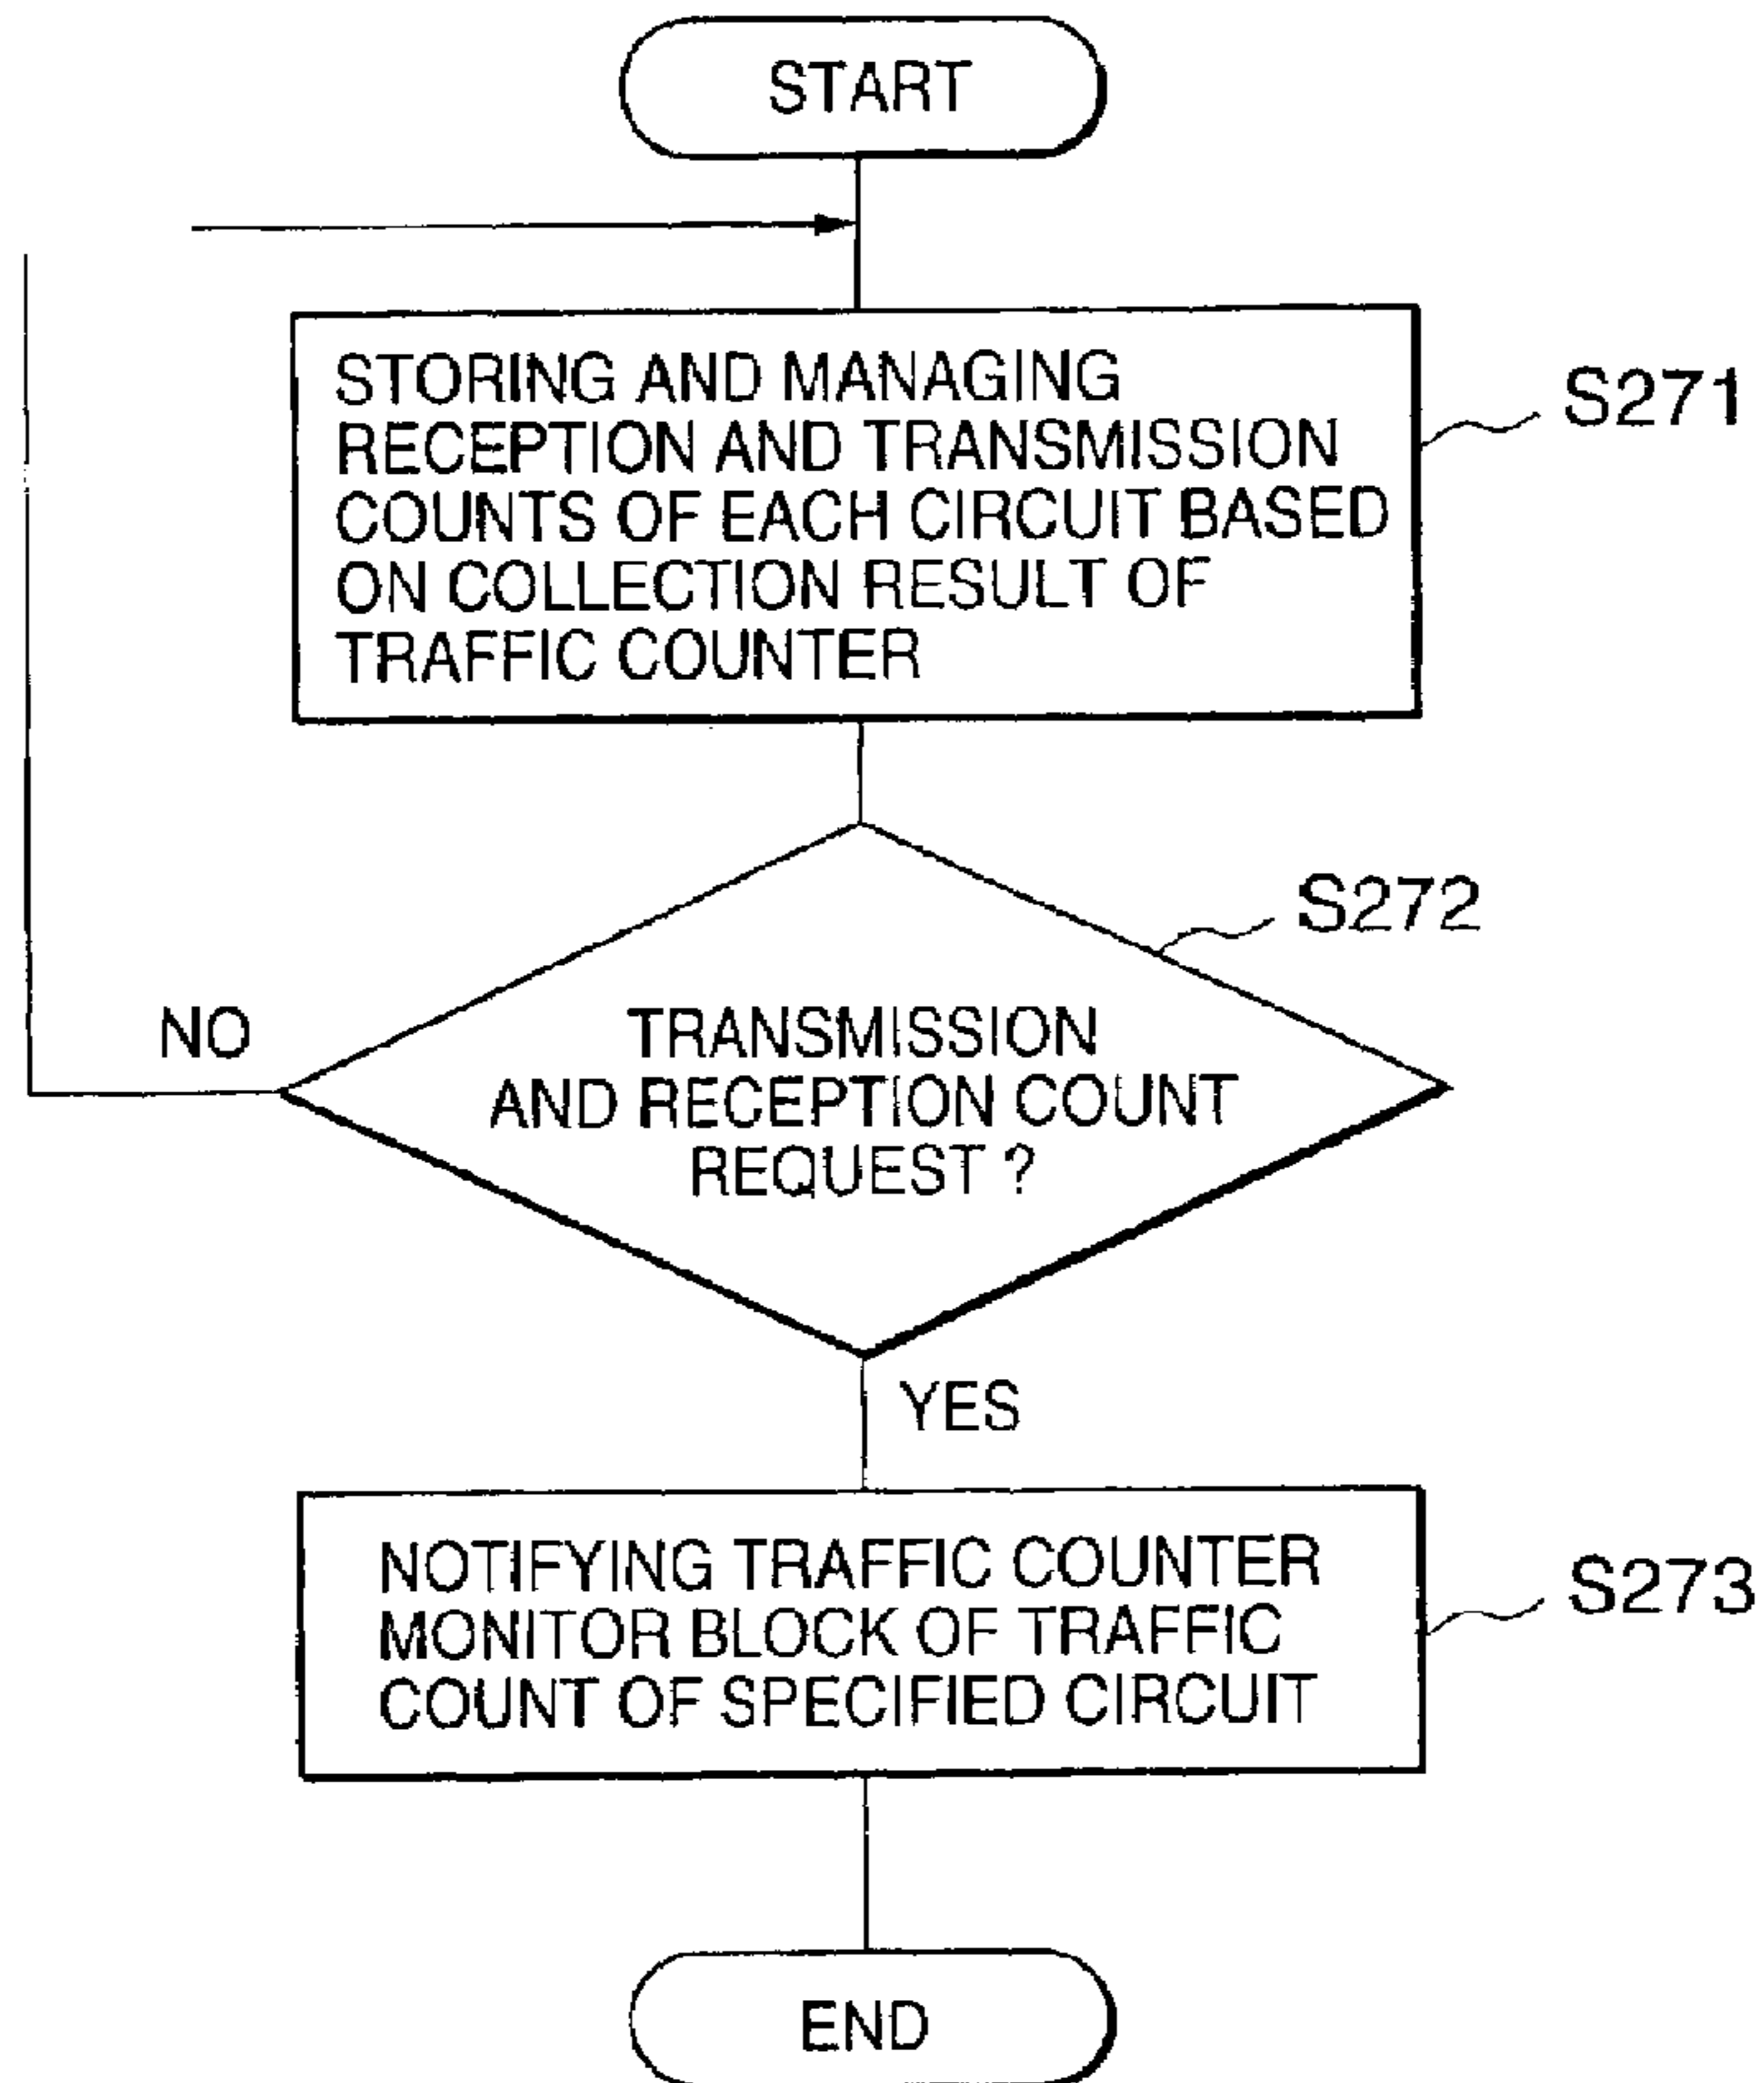 START
STORING AND MANAGING
RECEPTION AND TRANSMISSION
COUNTS OF EACH CIRCUIT BASED
ON COLLECTION RESULT OF
TRAFFIC COUNTER
S271
S272
NO
TRANSMISSION
AND RECEPTION COUNT
REQUEST ?
YES
NOTIFYING TRAFFIC COUNTER
MONITOR BLOCK OF TRAFFIC
COUNT OF SPECIFIED CIRCUIT
S273
END